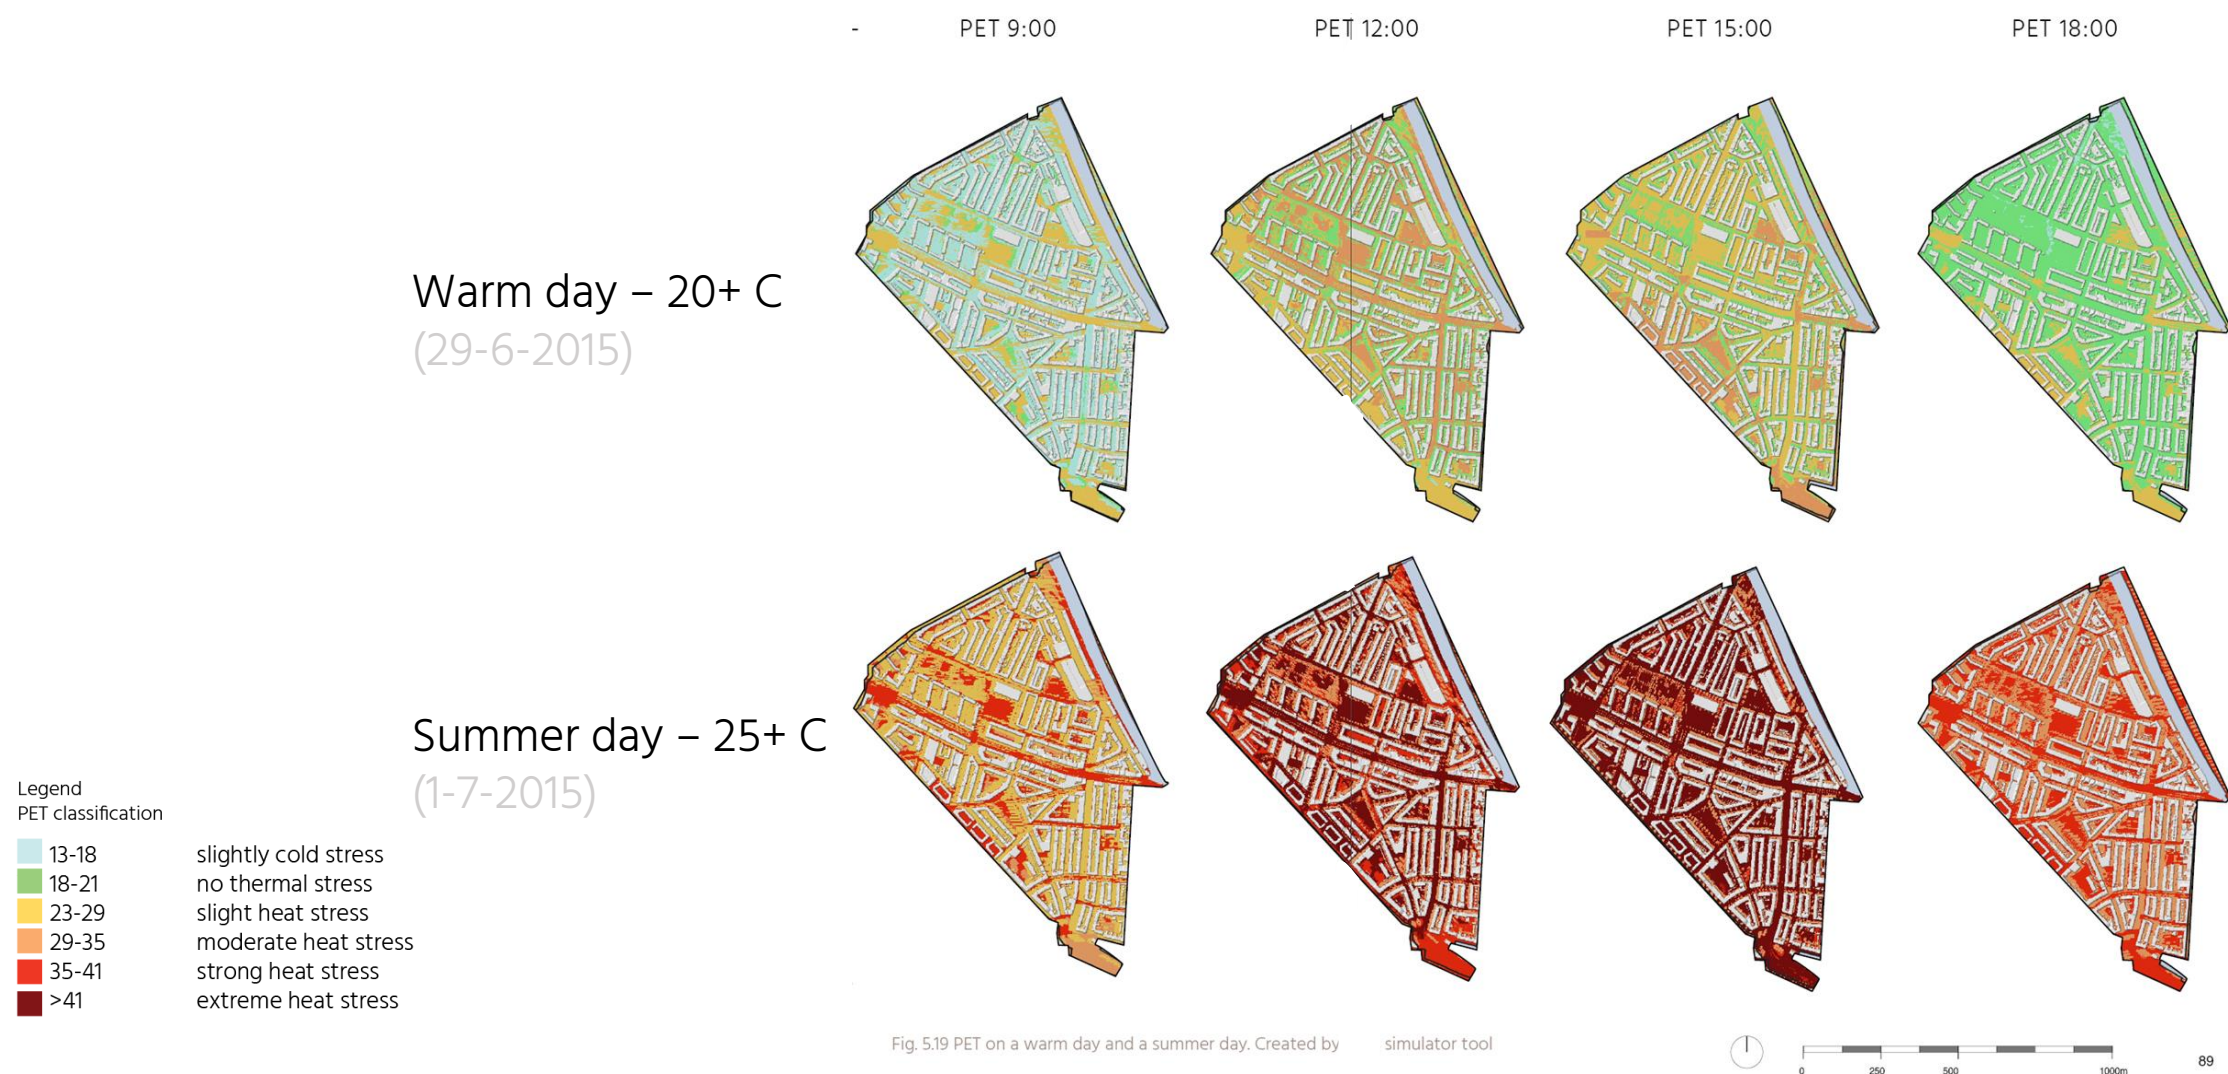 -
PET 9:00
PET 12:00
PET 15:00
PET 18:00
Warm day – 20+ C
(29-6-2015)
Summer day – 25+ C
(1-7-2015)
Legend
PET classification
13-18 slightly cold stress
18-21 no thermal stress
23-29 slight heat stress
29-35 moderate heat stress
35-41 strong heat stress
>41 extreme heat stress
Fig. 5.19 PET on a warm day and a summer day. Created by simulator tool
0 250 500 1000m
89